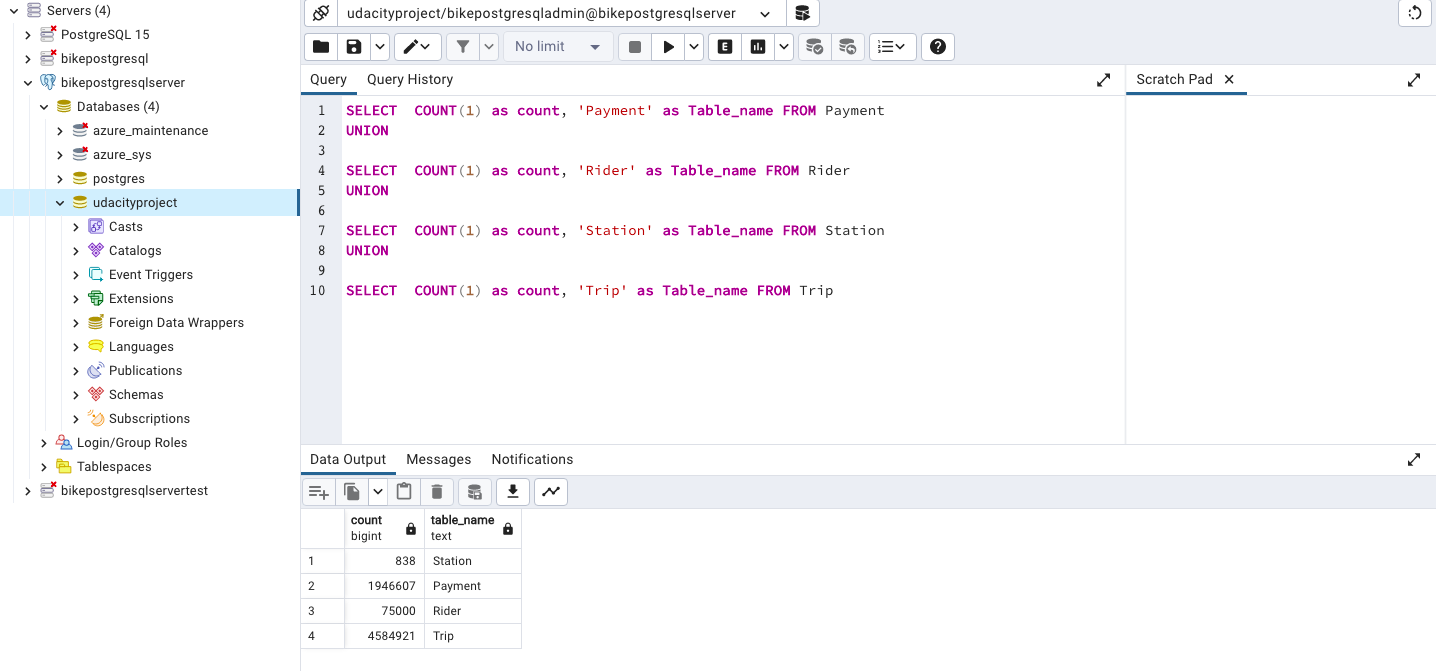 Servers (4)
PostgreSQL 15
bikepostgresql
bikepostgresqlserver
Databases (4)
azure_maintenance
azure_sys
postgres
udacityproject
Casts
Catalogs
Event Triggers
Extensions
Foreign Data Wrappers
Languages
Publications
Schemas
Subscriptions
Login/Group Roles
Tablespaces
bikepostgresqlservertest
udacityproject/bikepostgresqladmin@bikepostgresqlserver
No limit
E
Query Query History
Scratch Pad
1 SELECT  COUNT(1) as count, 'Payment' as Table_name FROM Payment
2 UNION
3
4 SELECT  COUNT(1) as count, 'Rider' as Table_name FROM Rider
5 UNION
6
7 SELECT  COUNT(1) as count, 'Station' as Table_name FROM Station
8 UNION
9
10 SELECT  COUNT(1) as count, 'Trip' as Table_name FROM Trip
Data Output Messages Notifications
count table_name
bigint text
1 838 Station
2 1946607 Payment
3 75000 Rider
4 4584921 Trip